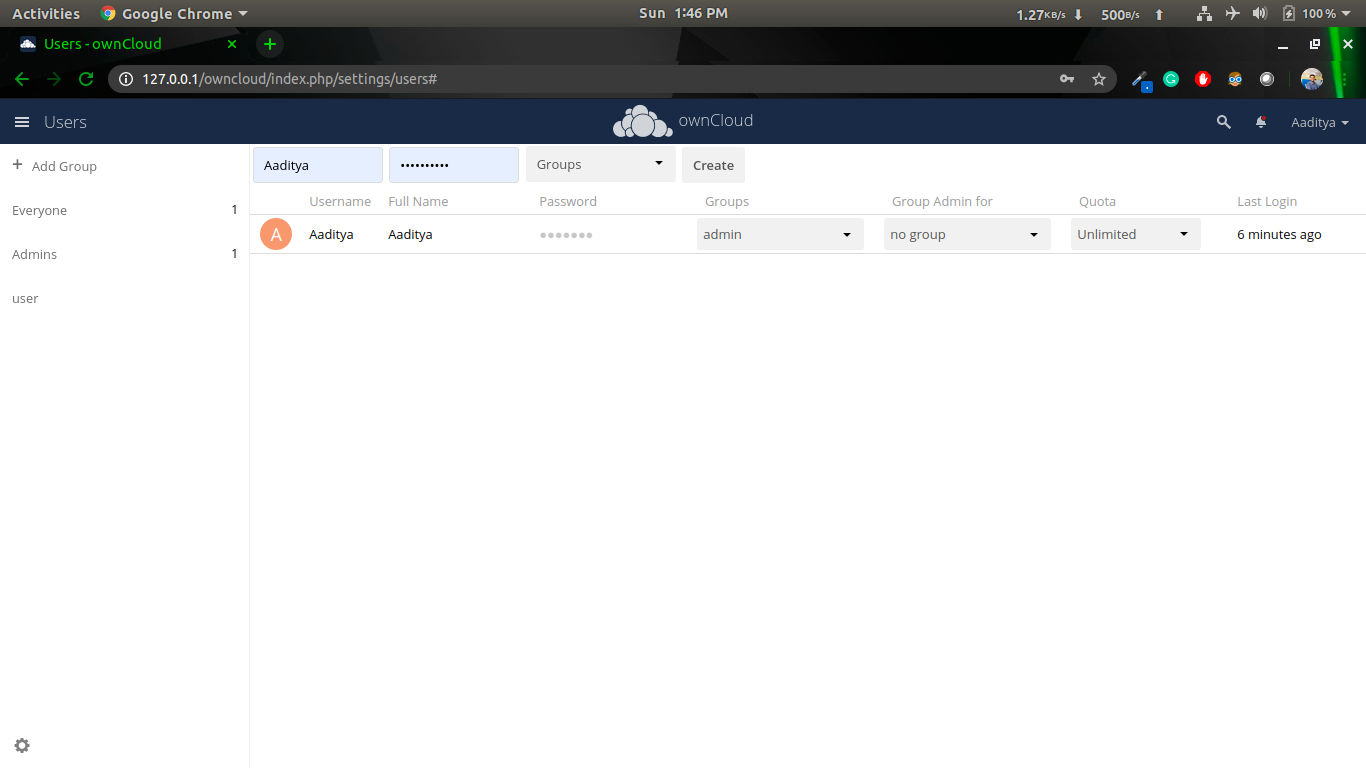 Activities Google Chrome Sun 1:46 PM 1.27KB/s 500B/s 100 %
Users - ownCloud
127.0.0.1/owncloud/index.php/settings/users#
Users ownCloud Aaditya
+ Add Group Aaditya •••••••••• Groups Create
Username Full Name Password Groups Group Admin for Quota Last Login
Everyone 1
A Aaditya Aaditya ●●●●●●● admin no group Unlimited 6 minutes ago
Admins 1
user